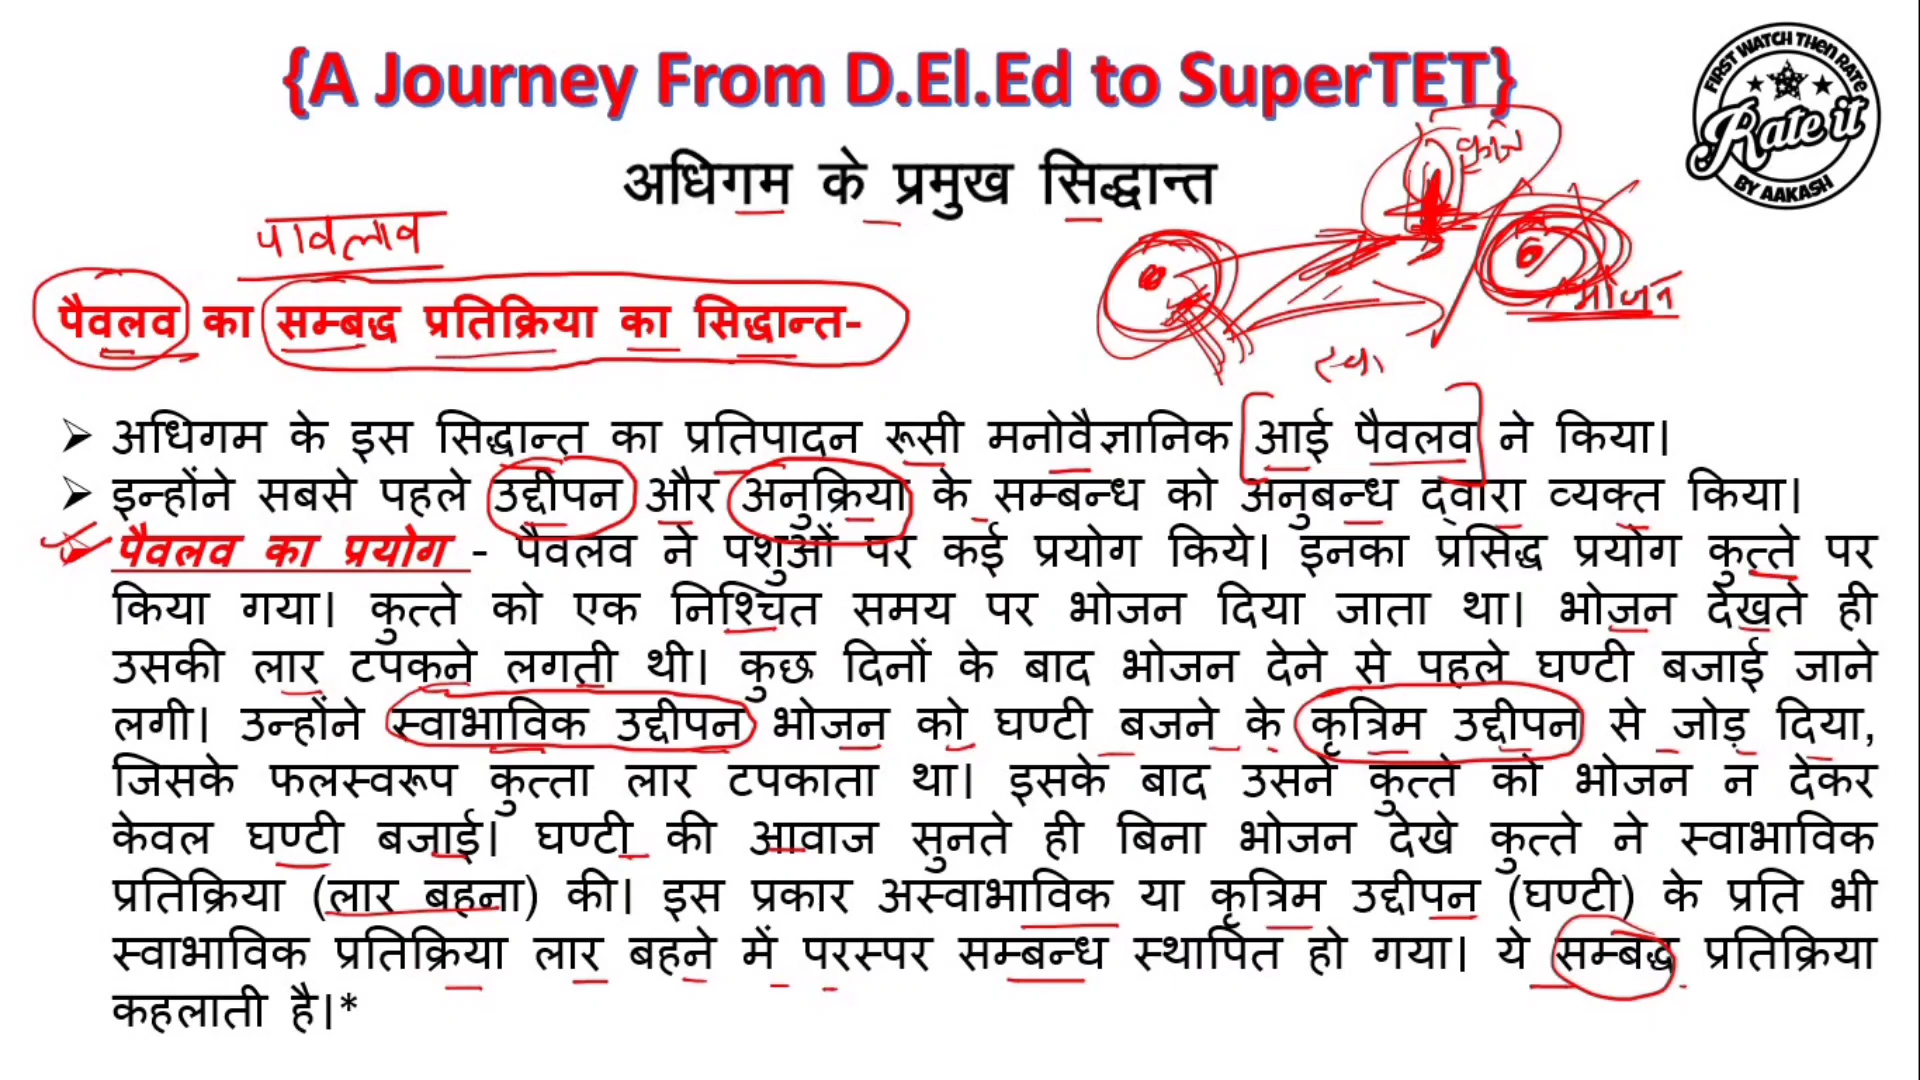 {A Journey From D.El.Ed to SuperTET}
FIRST WATCH THEN RATE
Rate it
BY AAKASH
अधिगम के प्रमुख सिद्धान्त
कृत्रि
पावलाव
भोजन
पैवलव का सम्बद्ध प्रतिक्रिया का सिद्धान्त-
स्वा
➢ अधिगम के इस सिद्धान्त का प्रतिपादन रूसी मनोवैज्ञानिक आई पैवलव ने किया।
➢ इन्होंने सबसे पहले उद्दीपन और अनुक्रिया के सम्बन्ध को अनुबन्ध द्वारा व्यक्त किया।
➢ पैवलव का प्रयोग - पैवलव ने पशुओं पर कई प्रयोग किये। इनका प्रसिद्ध प्रयोग कुत्ते पर
किया गया। कुत्ते को एक निश्चित समय पर भोजन दिया जाता था। भोजन देखते ही
उसकी लार टपकने लगती थी। कुछ दिनों के बाद भोजन देने से पहले घण्टी बजाई जाने
लगी। उन्होंने स्वाभाविक उद्दीपन भोजन को घण्टी बजने के कृत्रिम उद्दीपन से जोड़ दिया,
जिसके फलस्वरूप कुत्ता लार टपकाता था। इसके बाद उसने कुत्ते को भोजन न देकर
केवल घण्टी बजाई। घण्टी की आवाज सुनते ही बिना भोजन देखे कुत्ते ने स्वाभाविक
प्रतिक्रिया (लार बहना) की। इस प्रकार अस्वाभाविक या कृत्रिम उद्दीपन (घण्टी) के प्रति भी
स्वाभाविक प्रतिक्रिया लार बहने में परस्पर सम्बन्ध स्थापित हो गया। ये सम्बद्ध प्रतिक्रिया
कहलाती है।*